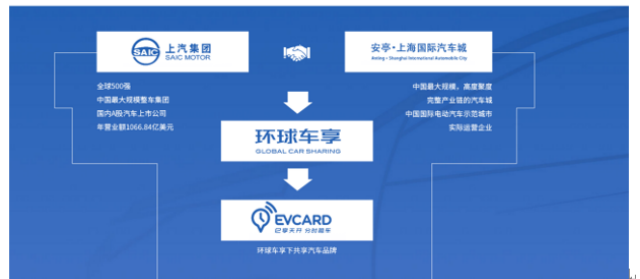 SAIC
上汽集团
SAIC MOTOR
安亭·上海国际汽车城
Anting · Shanghai International Automobile City
全球500强
中国最大规模整车集团
国内A股汽车上市公司
年营业额1066.84亿美元
中国最大规模，高度聚度
完整产业链的汽车城
中国国际电动汽车示范城市
实际运营企业
环球车享
GLOBAL CAR SHARING
EVCARD
分时租车
环球车享下共享汽车品牌